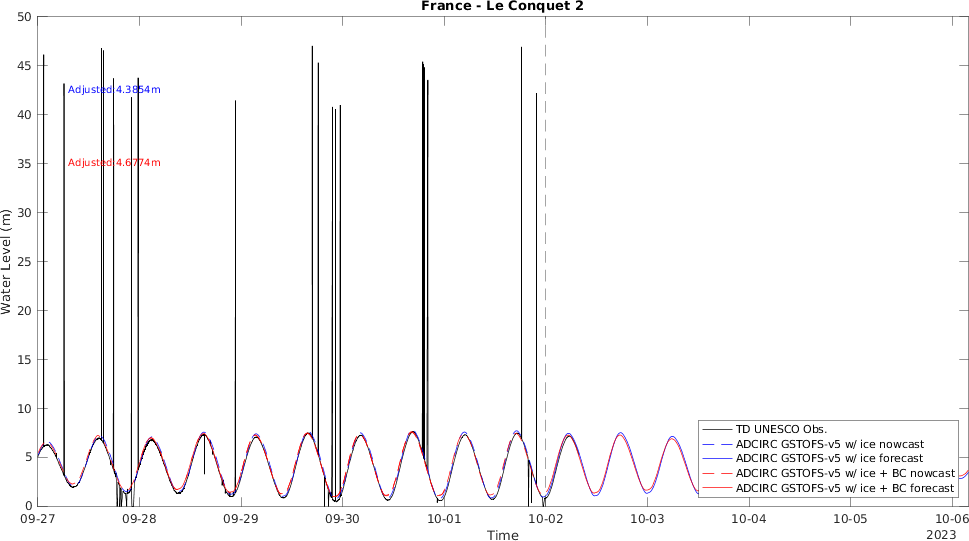 France - Le Conquet 2
50
45
40
35
30
25
20
15
10
5
0
Water Level (m)
Adjusted 4.3854m
Adjusted 4.6774m
TD UNESCO Obs.
ADCIRC GSTOFS-v5 w/ ice nowcast
ADCIRC GSTOFS-v5 w/ ice forecast
ADCIRC GSTOFS-v5 w/ ice + BC nowcast
ADCIRC GSTOFS-v5 w/ ice + BC forecast
09-27 09-28 09-29 09-30 10-01 10-02 10-03 10-04 10-05 10-06
Time
2023